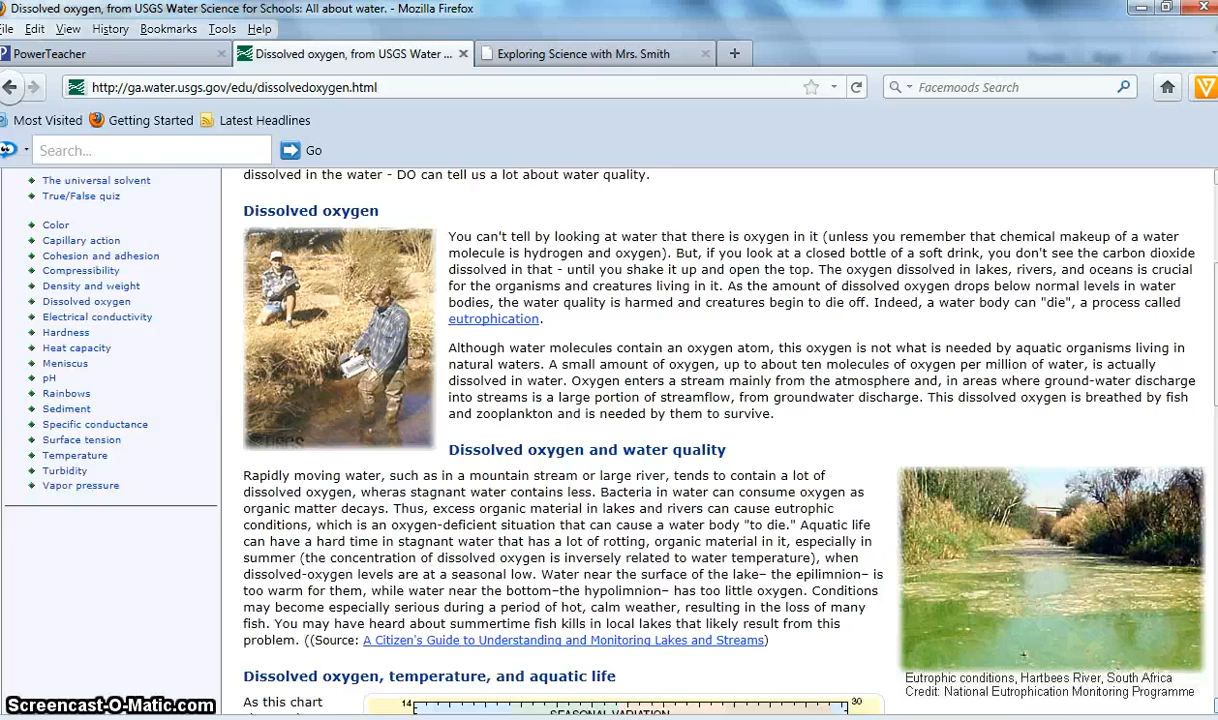 Dissolved oxygen, from USGS Water Science for Schools: All about water. - Mozilla Firefox
File Edit View History Bookmarks Tools Help
PowerTeacher
Dissolved oxygen, from USGS Water ...
Exploring Science with Mrs. Smith
http://ga.water.usgs.gov/edu/dissolvedoxygen.html
Facemoods Search
Most Visited Getting Started Latest Headlines
Search...
Go
The universal solvent
True/False quiz
Color
Capillary action
Cohesion and adhesion
Compressibility
Density and weight
Dissolved oxygen
Electrical conductivity
Hardness
Heat capacity
Meniscus
pH
Rainbows
Sediment
Specific conductance
Surface tension
Temperature
Turbidity
Vapor pressure
dissolved in the water - DO can tell us a lot about water quality.
Dissolved oxygen
You can't tell by looking at water that there is oxygen in it (unless you remember that chemical makeup of a water
molecule is hydrogen and oxygen). But, if you look at a closed bottle of a soft drink, you don't see the carbon dioxide
dissolved in that - until you shake it up and open the top. The oxygen dissolved in lakes, rivers, and oceans is crucial
for the organisms and creatures living in it. As the amount of dissolved oxygen drops below normal levels in water
bodies, the water quality is harmed and creatures begin to die off. Indeed, a water body can "die", a process called
eutrophication.
Although water molecules contain an oxygen atom, this oxygen is not what is needed by aquatic organisms living in
natural waters. A small amount of oxygen, up to about ten molecules of oxygen per million of water, is actually
dissolved in water. Oxygen enters a stream mainly from the atmosphere and, in areas where ground-water discharge
into streams is a large portion of streamflow, from groundwater discharge. This dissolved oxygen is breathed by fish
and zooplankton and is needed by them to survive.
USGS
Dissolved oxygen and water quality
Rapidly moving water, such as in a mountain stream or large river, tends to contain a lot of
dissolved oxygen, wheras stagnant water contains less. Bacteria in water can consume oxygen as
organic matter decays. Thus, excess organic material in lakes and rivers can cause eutrophic
conditions, which is an oxygen-deficient situation that can cause a water body "to die." Aquatic life
can have a hard time in stagnant water that has a lot of rotting, organic material in it, especially in
summer (the concentration of dissolved oxygen is inversely related to water temperature), when
dissolved-oxygen levels are at a seasonal low. Water near the surface of the lake– the epilimnion– is
too warm for them, while water near the bottom–the hypolimnion– has too little oxygen. Conditions
may become especially serious during a period of hot, calm weather, resulting in the loss of many
fish. You may have heard about summertime fish kills in local lakes that likely result from this
problem. ((Source: A Citizen's Guide to Understanding and Monitoring Lakes and Streams)
Eutrophic conditions, Hartbees River, South Africa
Credit: National Eutrophication Monitoring Programme
Dissolved oxygen, temperature, and aquatic life
As this chart
14
SEASONAL VARIATION
30
Screencast-O-Matic.com